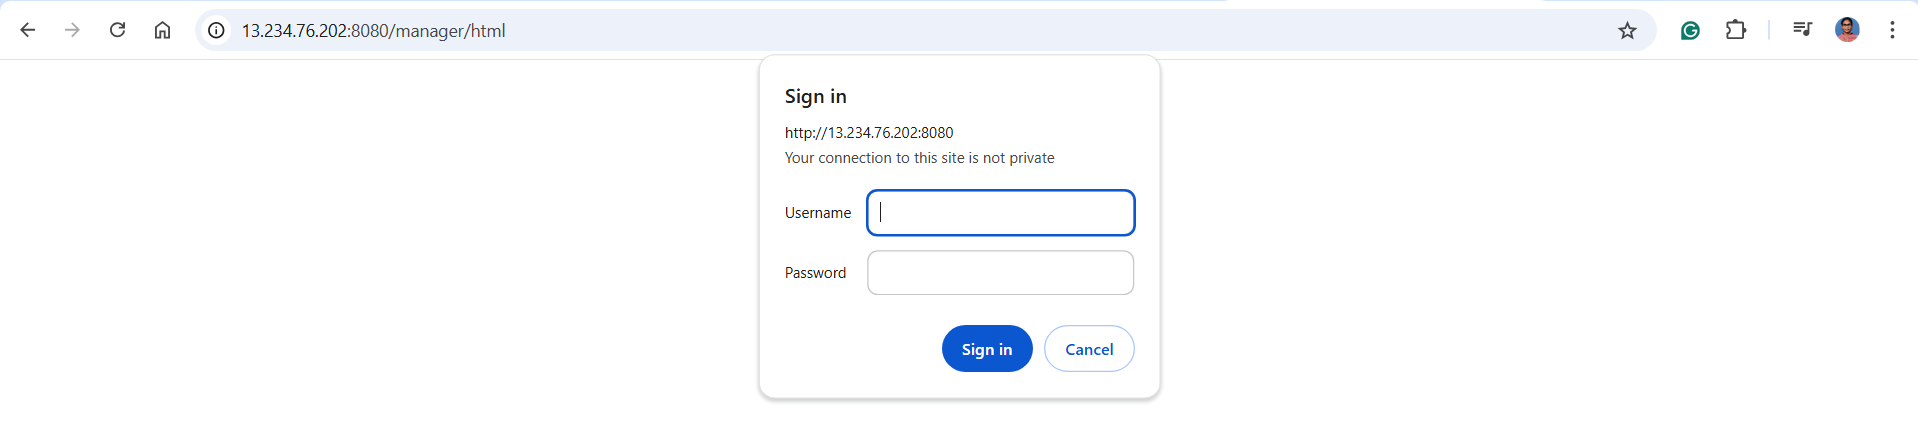 13.234.76.202:8080/manager/html
Sign in
http://13.234.76.202:8080
Your connection to this site is not private
Username
Password
Sign in Cancel